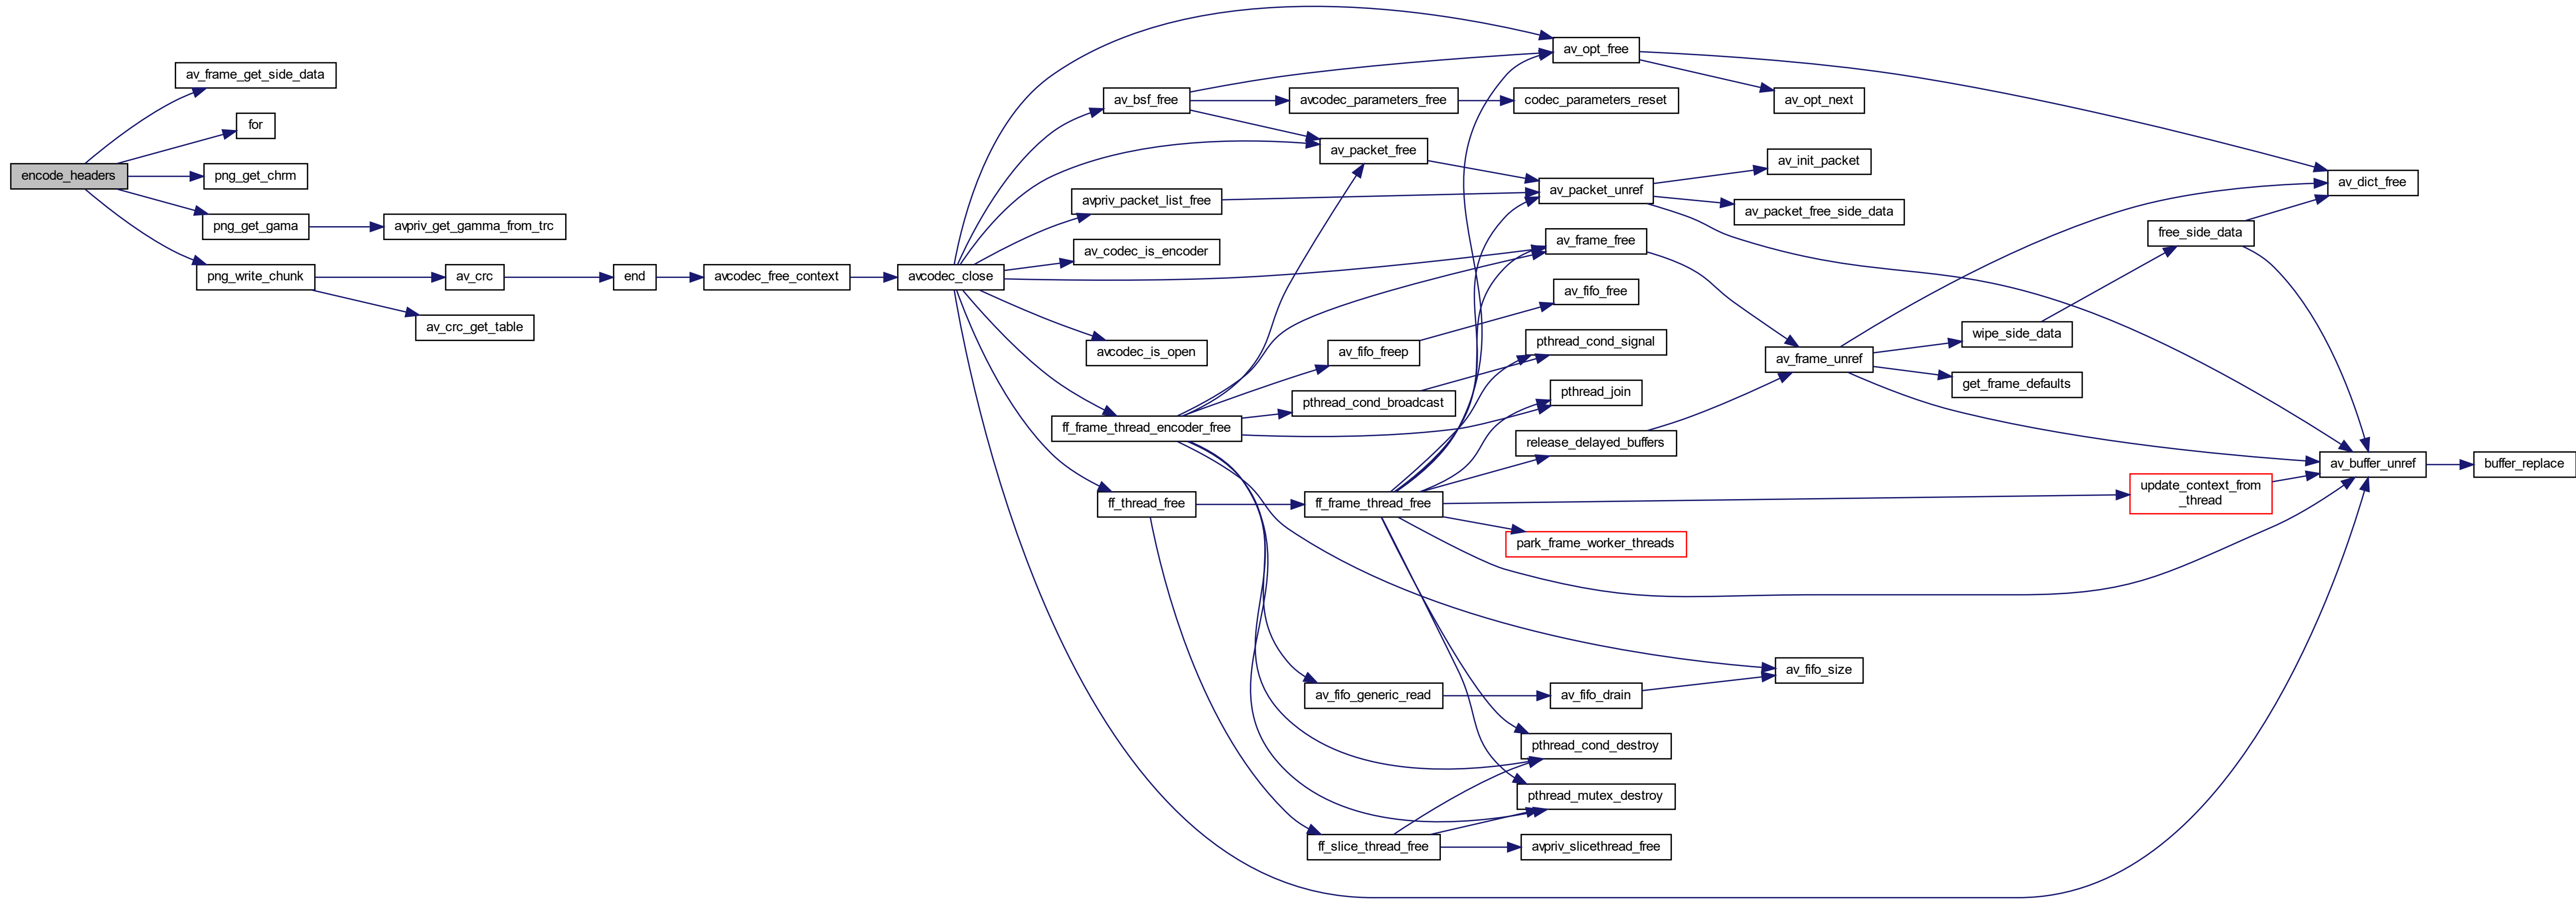 encode_headers
av_frame_get_side_data
for
png_get_chrm
png_get_gama
avpriv_get_gamma_from_trc
png_write_chunk
av_crc
end
avcodec_free_context
avcodec_close
av_crc_get_table
av_bsf_free
avpriv_packet_list_free
av_codec_is_encoder
avcodec_is_open
ff_frame_thread_encoder_free
ff_thread_free
avcodec_parameters_free
av_packet_free
av_fifo_freep
pthread_cond_broadcast
ff_frame_thread_free
av_fifo_generic_read
ff_slice_thread_free
av_opt_free
codec_parameters_reset
av_packet_unref
av_frame_free
av_fifo_free
pthread_cond_signal
pthread_join
release_delayed_buffers
park_frame_worker_threads
av_fifo_drain
pthread_cond_destroy
pthread_mutex_destroy
avpriv_slicethread_free
av_opt_next
av_init_packet
av_packet_free_side_data
av_frame_unref
av_fifo_size
wipe_side_data
get_frame_defaults
free_side_data
update_context_from
_thread
av_dict_free
av_buffer_unref
buffer_replace